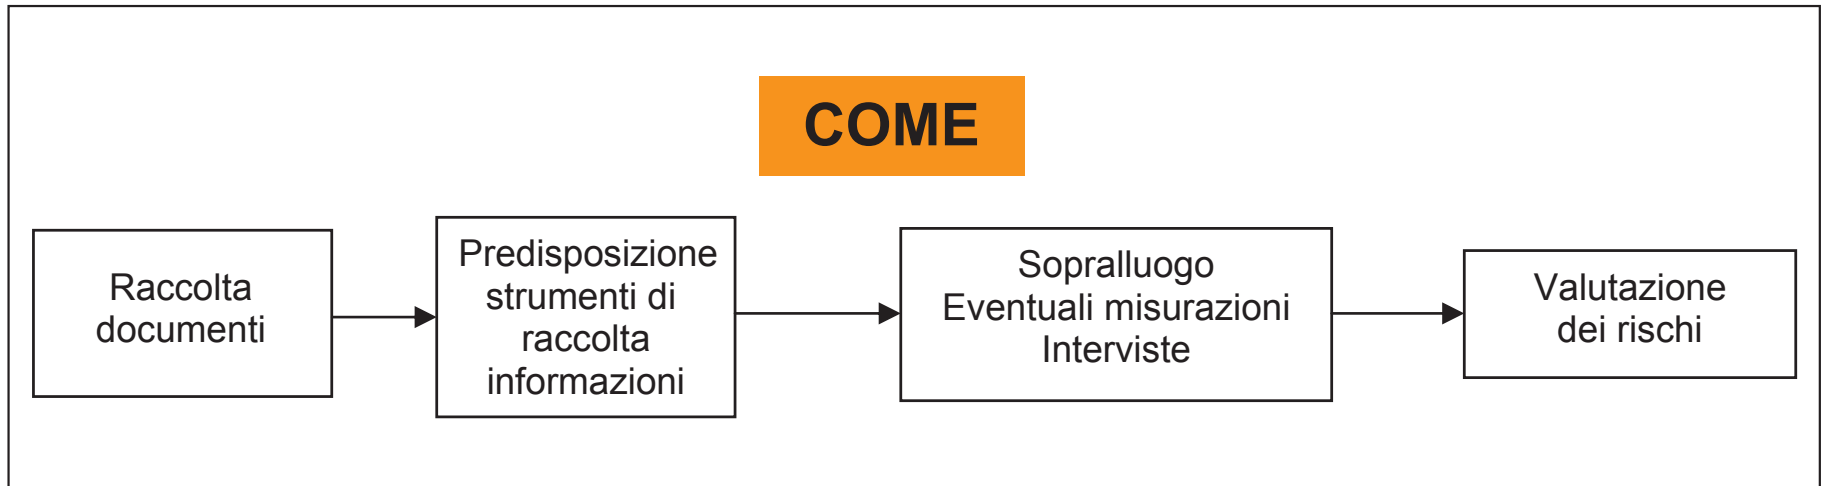 COME
Raccolta
documenti
Predisposizione
strumenti di
raccolta
informazioni
Sopralluogo
Eventuali misurazioni
Interviste
Valutazione
dei rischi